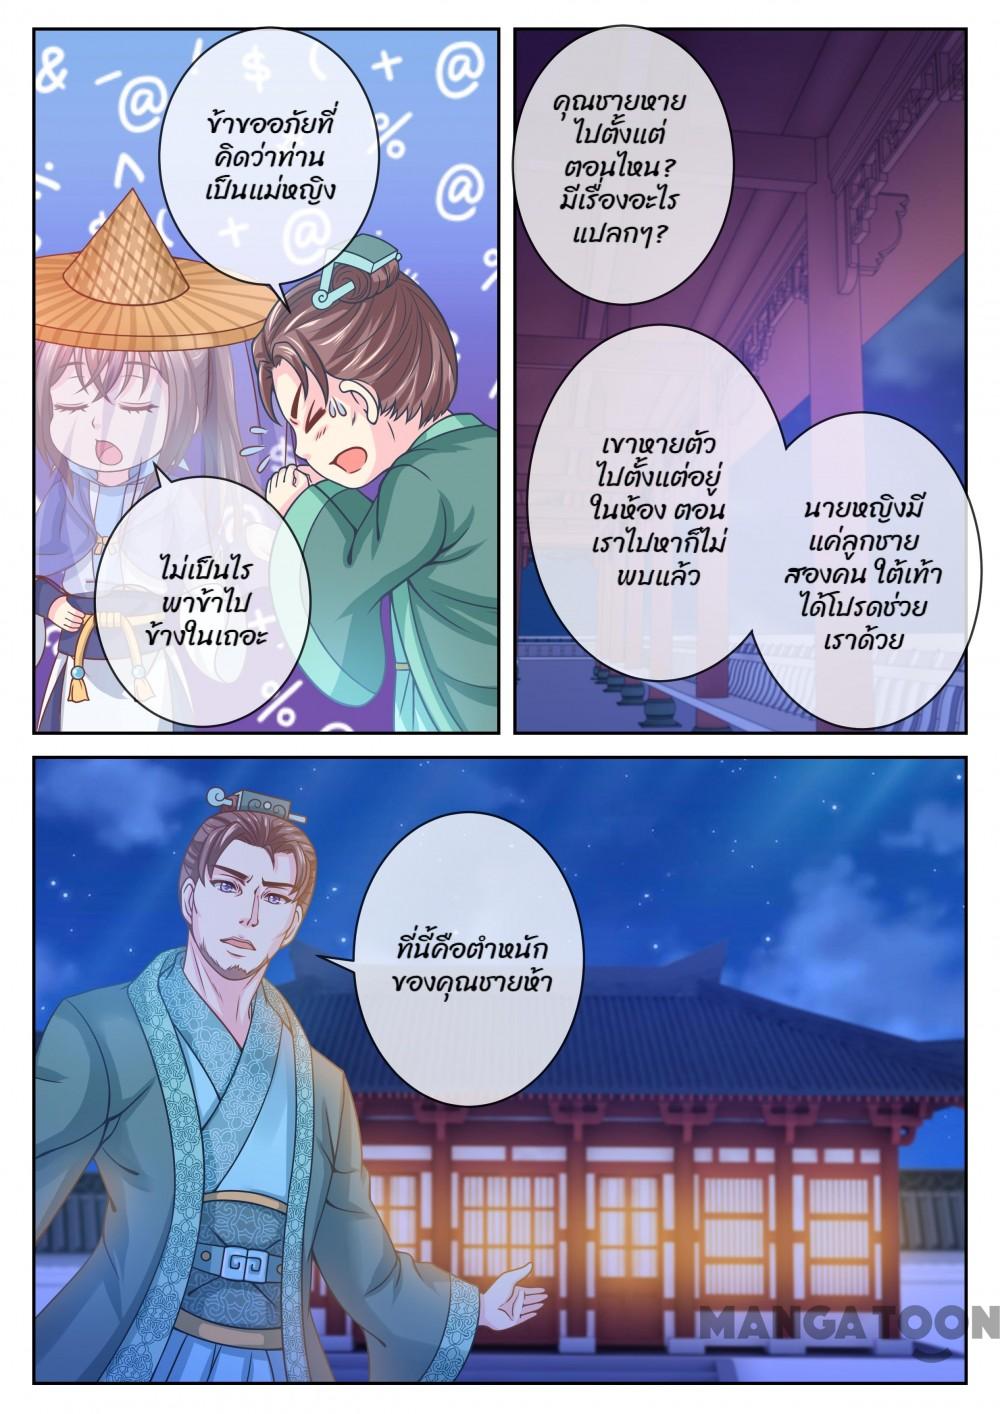 ข้าขออภัยที่
คิดว่าท่าน
เป็นแม่หญิง
ไม่เป็นไร
พาข้าไป
ข้างในเถอะ
คุณชายหาย
ไปตั้งแต่
ตอนไหน?
มีเรื่องอะไร
แปลกๆ?
เขาหายตัว
ไปตั้งแต่อยู่
ในห้อง ตอน
เราไปหาก็ไม่
พบแล้ว
นายหญิงมี
แค่ลูกชาย
สองคน ใต้เท้า
ได้โปรดช่วย
เราด้วย
ที่นี้คือตำหนัก
ของคุณชายห้า
MANGATOON